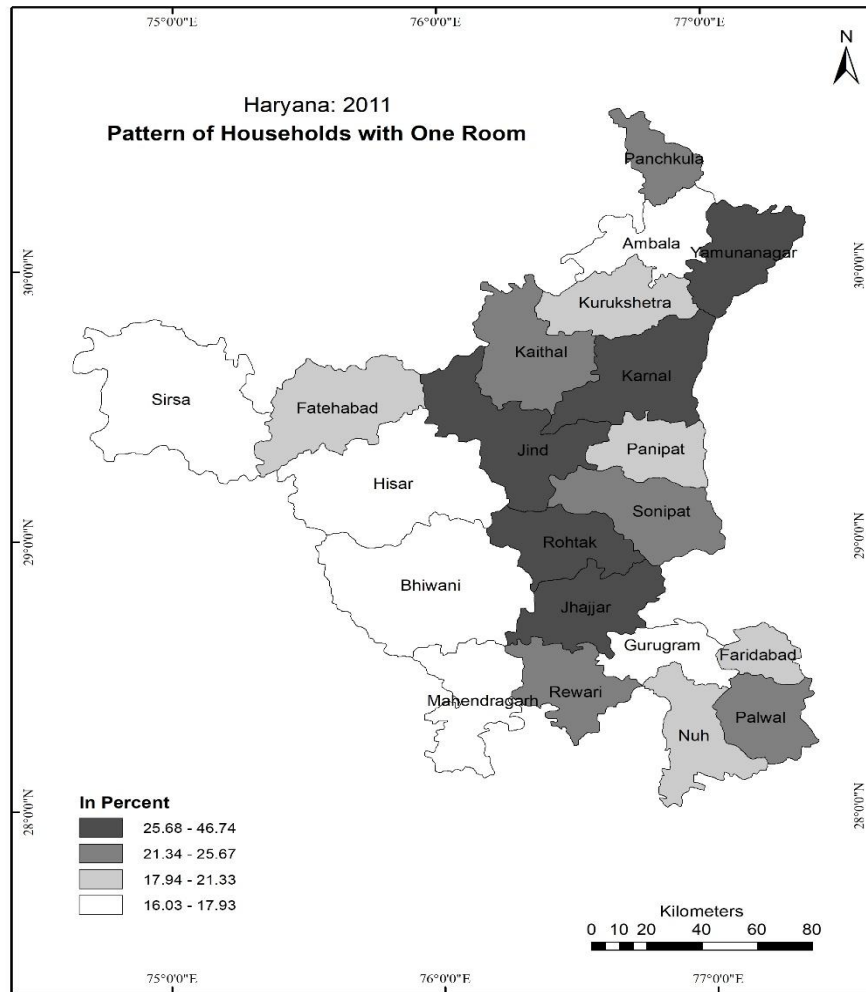 75°0'0"E 76°0'0"E 77°0'0"E
N
Haryana: 2011
Pattern of Households with One Room
Panchkula
Ambala
Yamunanagar
30°0'0"N 30°0'0"N
Kurukshetra
Kaithal
Karnal
Sirsa
Fatehabad
Jind
Panipat
Hisar
Sonipat
29°0'0"N 29°0'0"N
Rohtak
Bhiwani
Jhajjar
Gurugram
Faridabad
Mahendragarh
Rewari
Palwal
Nuh
28°0'0"N 28°0'0"N
In Percent
25.68 - 46.74
21.34 - 25.67
17.94 - 21.33
16.03 - 17.93
Kilometers
0 10 20 40 60 80
75°0'0"E 76°0'0"E 77°0'0"E